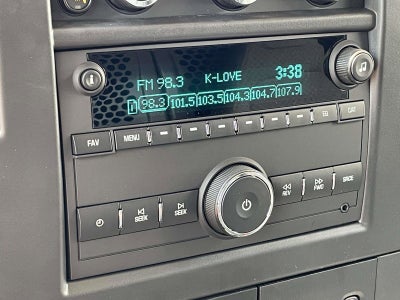 FM 98.3 K-LOVE 3:38
98.3 101.5 103.5 104.3 104.7 107.9
FAV MENU EQ CAT
SEEK SEEK REV FWD SRCE